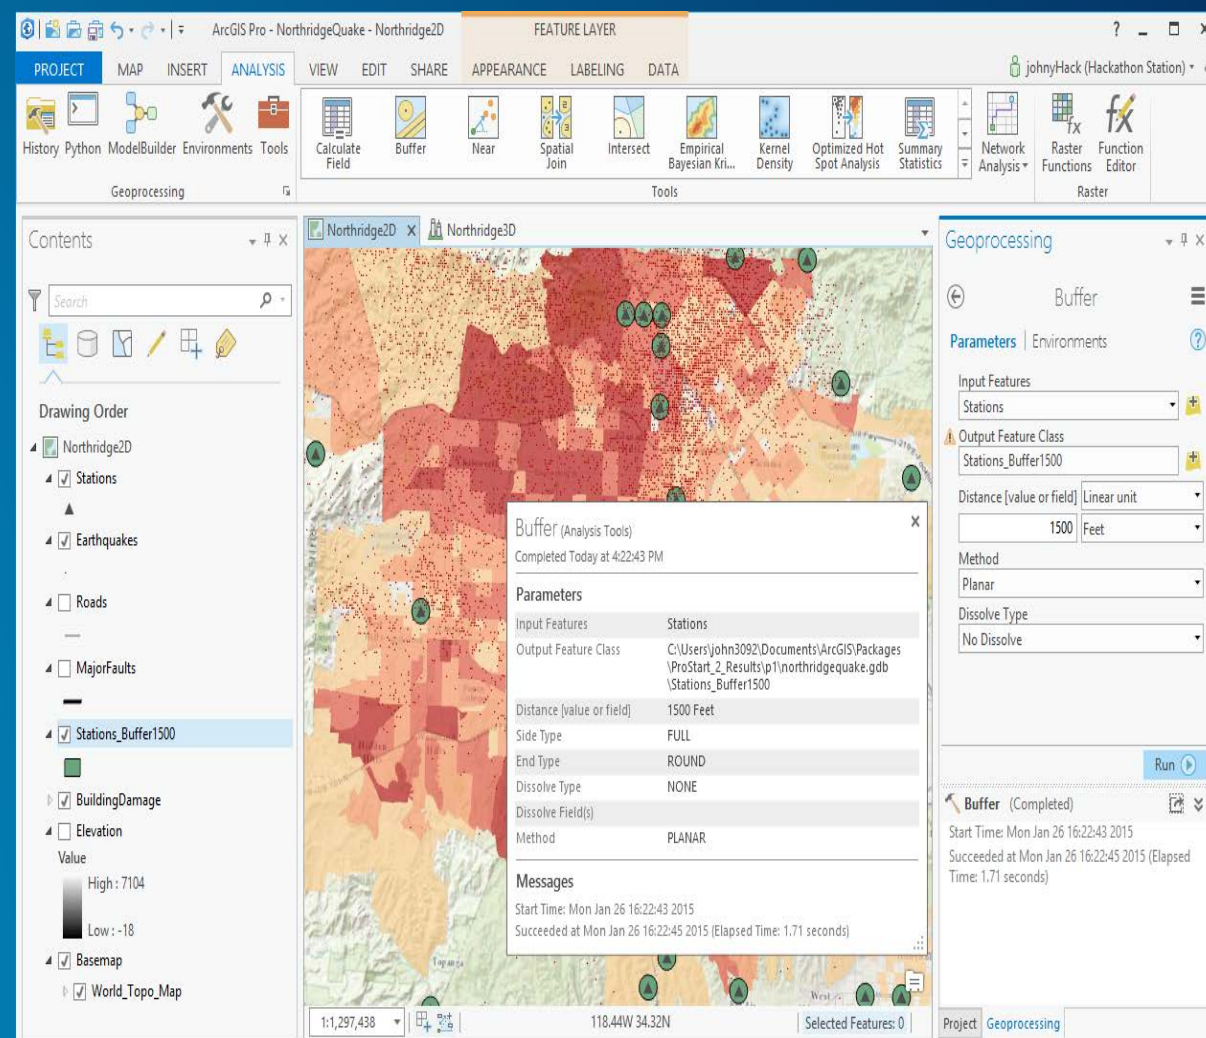 ArcGIS Pro - NorthridgeQuake - Northridge2D
FEATURE LAYER
?
PROJECT MAP INSERT ANALYSIS VIEW EDIT SHARE APPEARANCE LABELING DATA
johnyHack (Hackathon Station)
History Python ModelBuilder Environments Tools
Geoprocessing
Calculate Field
Buffer
Near
Spatial Join
Intersect
Empirical Bayesian Kri...
Kernel Density
Optimized Hot Spot Analysis
Summary Statistics
Tools
Network Analysis
Raster Functions
Function Editor
Raster
Contents
Search
Drawing Order
Northridge2D
Stations
Earthquakes
Roads
MajorFaults
Stations_Buffer1500
BuildingDamage
Elevation
Value
High : 7104
Low : -18
Basemap
World_Topo_Map
Northridge2D
Northridge3D
Buffer (Analysis Tools)
Completed Today at 4:22:43 PM
Parameters
Input Features Stations
Output Feature Class C:\Users\john3092\Documents\ArcGIS\Packages
\ProStart_2_Results\p1\northridgequake.gdb
\Stations_Buffer1500
Distance [value or field] 1500 Feet
Side Type FULL
End Type ROUND
Dissolve Type NONE
Dissolve Field(s)
Method PLANAR
Messages
Start Time: Mon Jan 26 16:22:43 2015
Succeeded at Mon Jan 26 16:22:45 2015 (Elapsed Time: 1.71 seconds)
Topanga
West
1:1,297,438
118.44W 34.32N
Selected Features: 0
Geoprocessing
Buffer
Parameters | Environments
?
Input Features
Stations
Output Feature Class
Stations_Buffer1500
Distance [value or field] Linear unit
1500 Feet
Method
Planar
Dissolve Type
No Dissolve
Run
Buffer (Completed)
Start Time: Mon Jan 26 16:22:43 2015
Succeeded at Mon Jan 26 16:22:45 2015 (Elapsed
Time: 1.71 seconds)
Project Geoprocessing